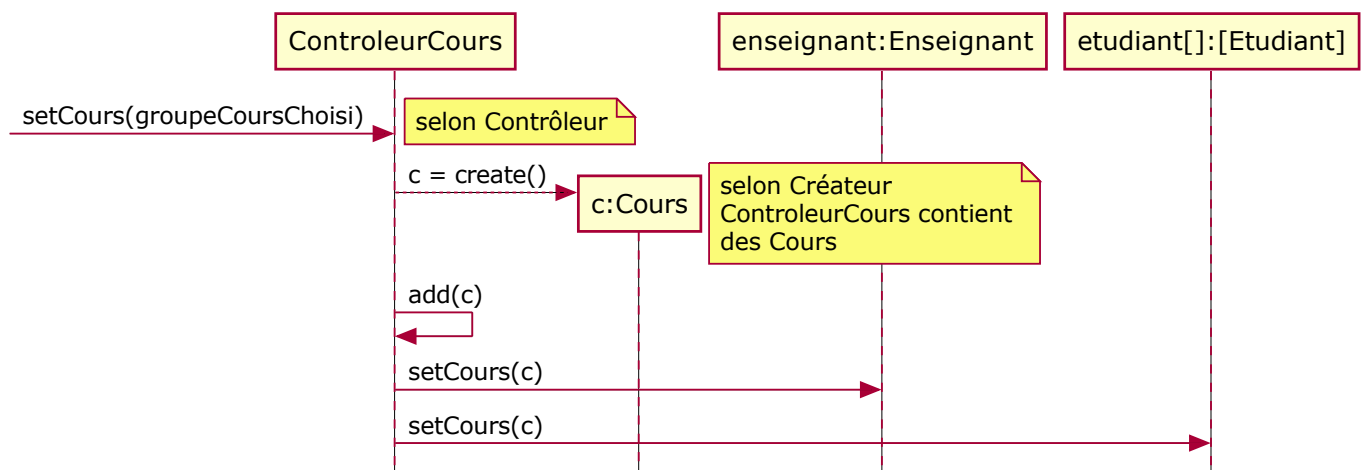 ControleurCours
enseignant:Enseignant
etudiant[]:[Etudiant]
setCours(groupeCoursChoisi)
selon Contrôleur
c = create()
c:Cours
selon Créateur
ControleurCours contient
des Cours
add(c)
setCours(c)
setCours(c)